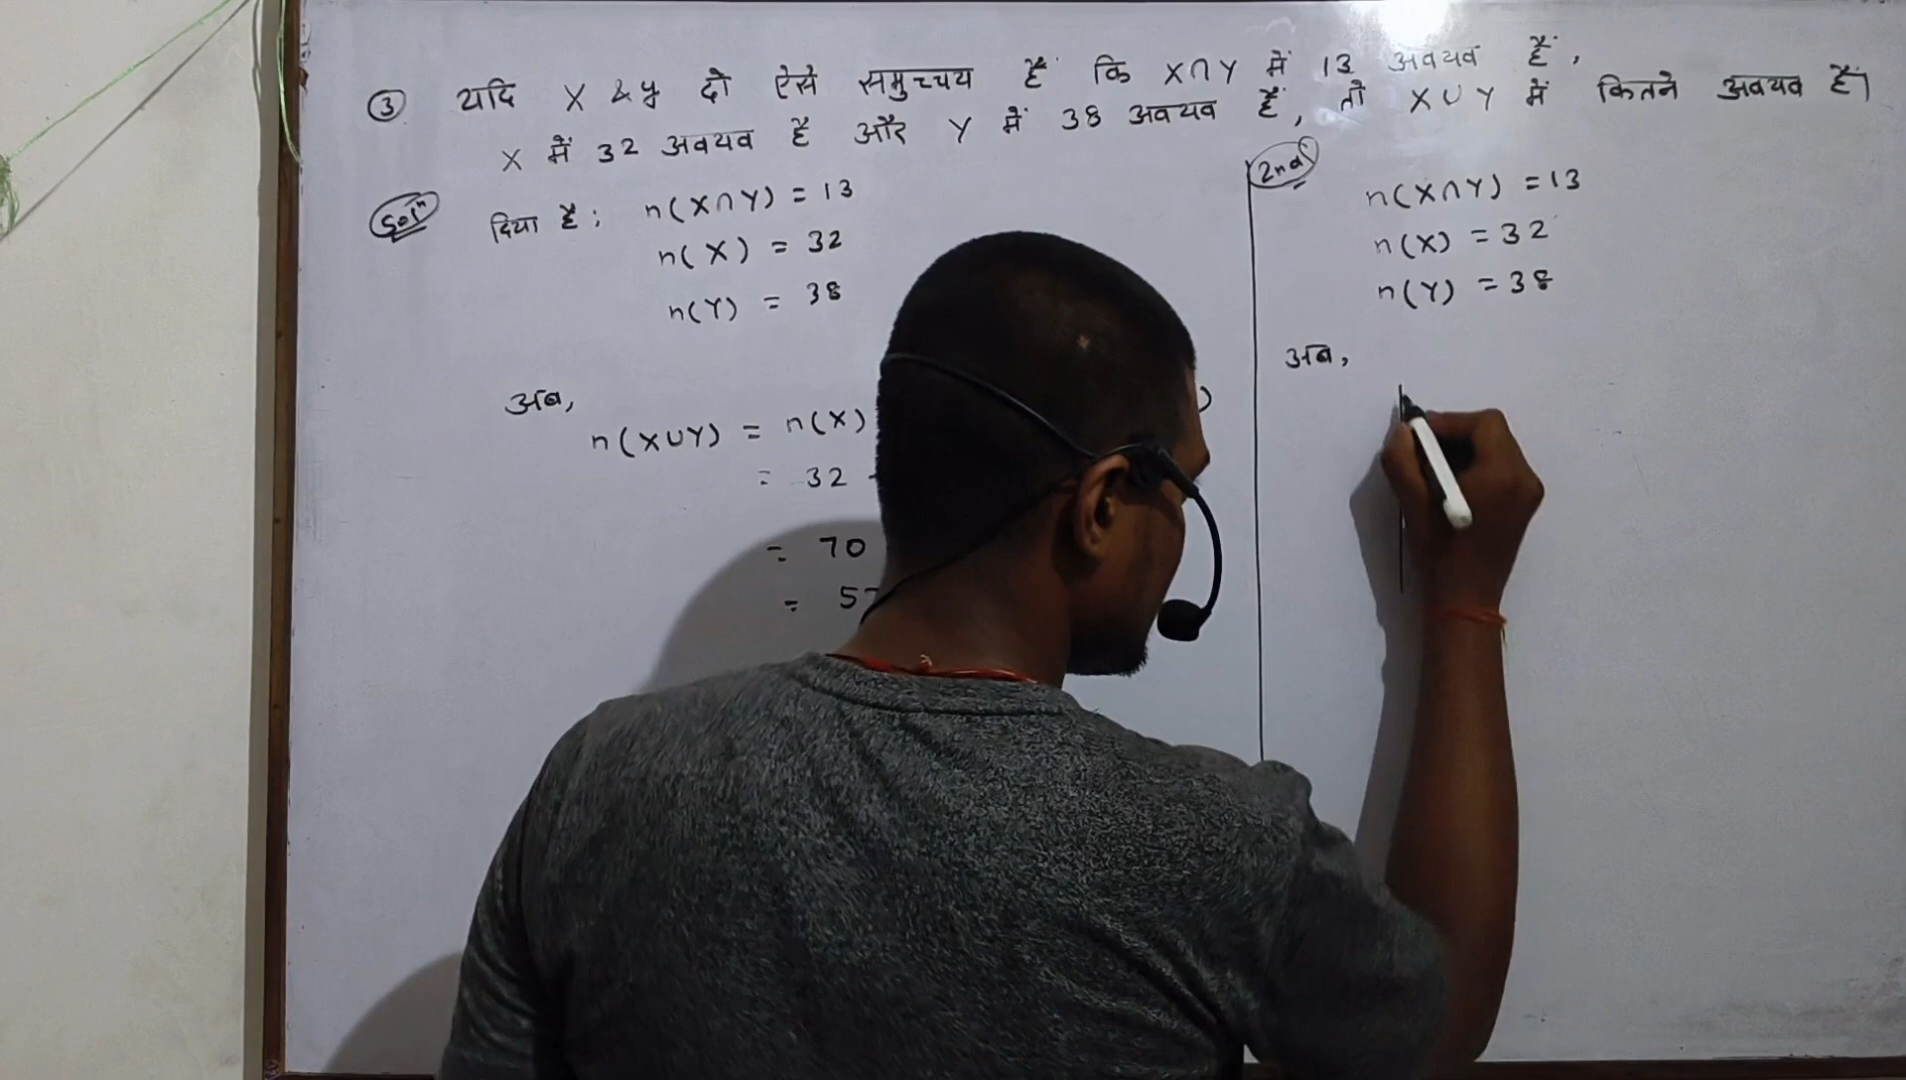 ③ यदि X & y दो ऐसे समुच्चय हैं कि X∩Y में 13 अवयव हैं,
X में 32 अवयव है और Y में 38 अवयव हैं, तो X∪Y में कितने अवयव हैं।
Solⁿ दिया है: n(X∩Y) = 13
n(X) = 32
n(Y) = 38
अब,
n(X∪Y) = n(X) )
= 32
= 70
= 57
2nd
n(X∩Y) = 13
n(X) = 32
n(Y) = 38
अब,